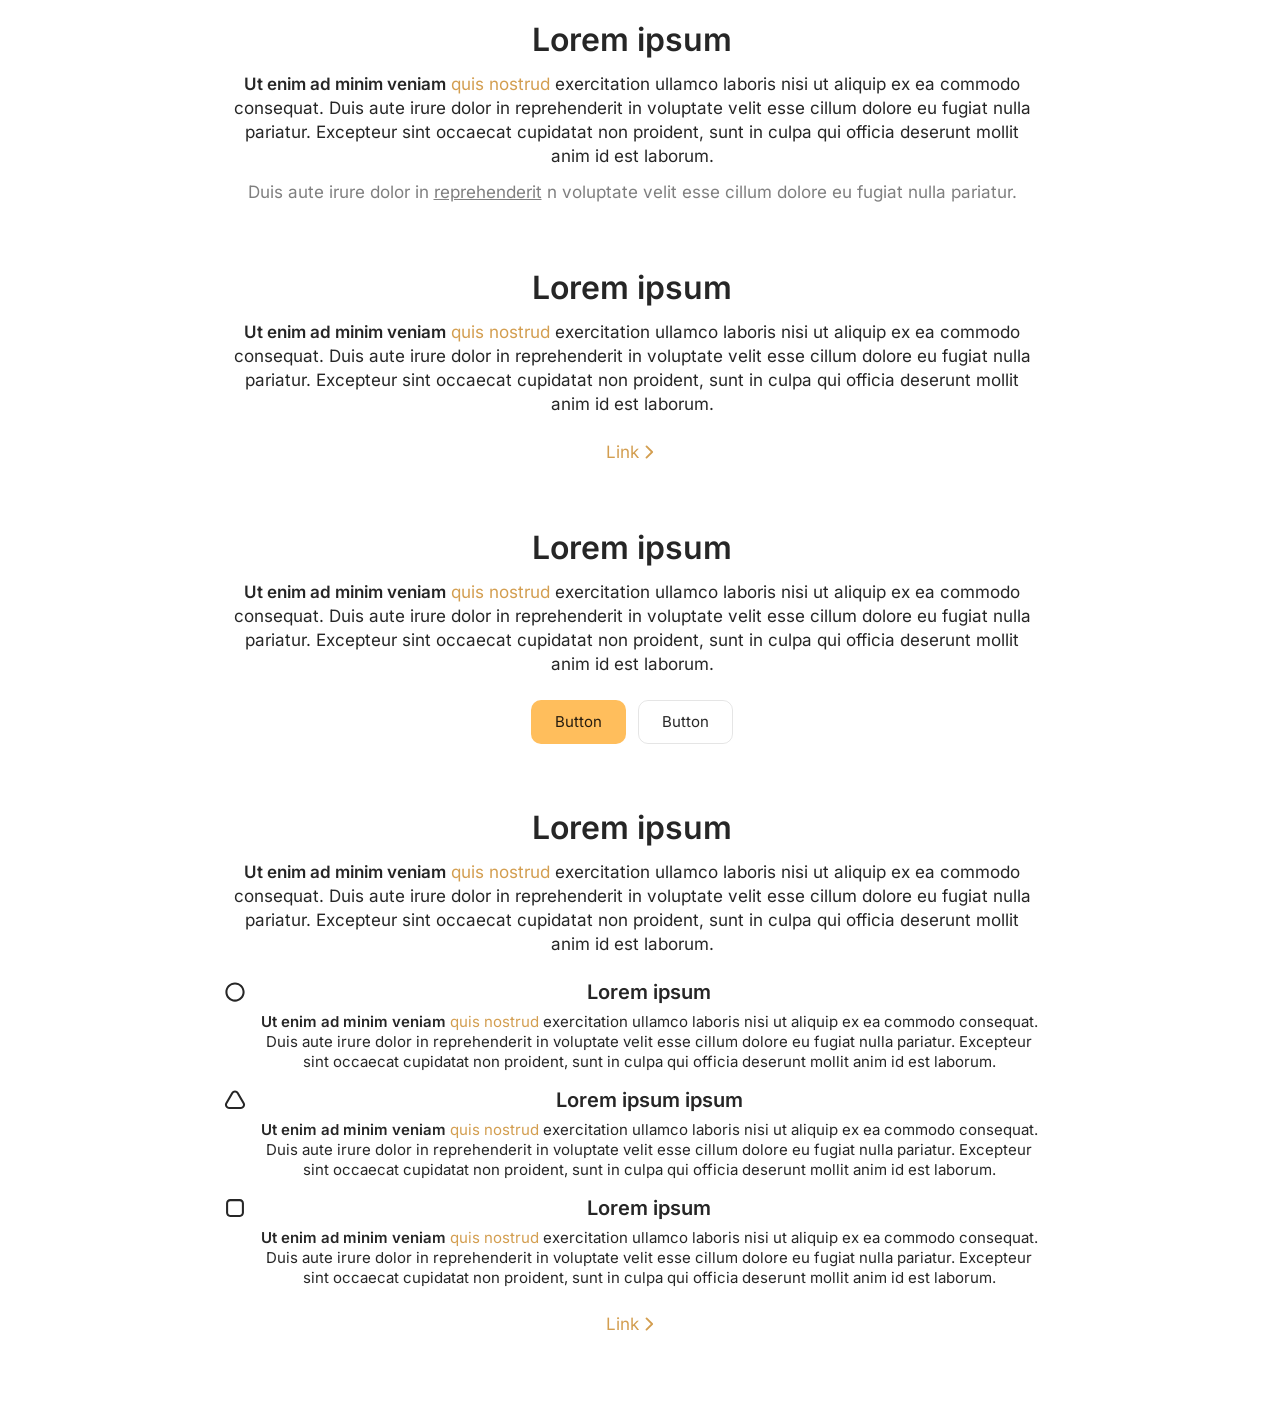 Lorem ipsum
Ut enim ad minim veniam quis nostrud exercitation ullamco laboris nisi ut aliquip ex ea commodo
consequat. Duis aute irure dolor in reprehenderit in voluptate velit esse cillum dolore eu fugiat nulla
pariatur. Excepteur sint occaecat cupidatat non proident, sunt in culpa qui officia deserunt mollit
anim id est laborum.
Duis aute irure dolor in reprehenderit n voluptate velit esse cillum dolore eu fugiat nulla pariatur.
Lorem ipsum
Ut enim ad minim veniam quis nostrud exercitation ullamco laboris nisi ut aliquip ex ea commodo
consequat. Duis aute irure dolor in reprehenderit in voluptate velit esse cillum dolore eu fugiat nulla
pariatur. Excepteur sint occaecat cupidatat non proident, sunt in culpa qui officia deserunt mollit
anim id est laborum.
Link
Lorem ipsum
Ut enim ad minim veniam quis nostrud exercitation ullamco laboris nisi ut aliquip ex ea commodo
consequat. Duis aute irure dolor in reprehenderit in voluptate velit esse cillum dolore eu fugiat nulla
pariatur. Excepteur sint occaecat cupidatat non proident, sunt in culpa qui officia deserunt mollit
anim id est laborum.
Button Button
Lorem ipsum
Ut enim ad minim veniam quis nostrud exercitation ullamco laboris nisi ut aliquip ex ea commodo
consequat. Duis aute irure dolor in reprehenderit in voluptate velit esse cillum dolore eu fugiat nulla
pariatur. Excepteur sint occaecat cupidatat non proident, sunt in culpa qui officia deserunt mollit
anim id est laborum.
Lorem ipsum
Ut enim ad minim veniam quis nostrud exercitation ullamco laboris nisi ut aliquip ex ea commodo consequat.
Duis aute irure dolor in reprehenderit in voluptate velit esse cillum dolore eu fugiat nulla pariatur. Excepteur
sint occaecat cupidatat non proident, sunt in culpa qui officia deserunt mollit anim id est laborum.
Lorem ipsum ipsum
Ut enim ad minim veniam quis nostrud exercitation ullamco laboris nisi ut aliquip ex ea commodo consequat.
Duis aute irure dolor in reprehenderit in voluptate velit esse cillum dolore eu fugiat nulla pariatur. Excepteur
sint occaecat cupidatat non proident, sunt in culpa qui officia deserunt mollit anim id est laborum.
Lorem ipsum
Ut enim ad minim veniam quis nostrud exercitation ullamco laboris nisi ut aliquip ex ea commodo consequat.
Duis aute irure dolor in reprehenderit in voluptate velit esse cillum dolore eu fugiat nulla pariatur. Excepteur
sint occaecat cupidatat non proident, sunt in culpa qui officia deserunt mollit anim id est laborum.
Link